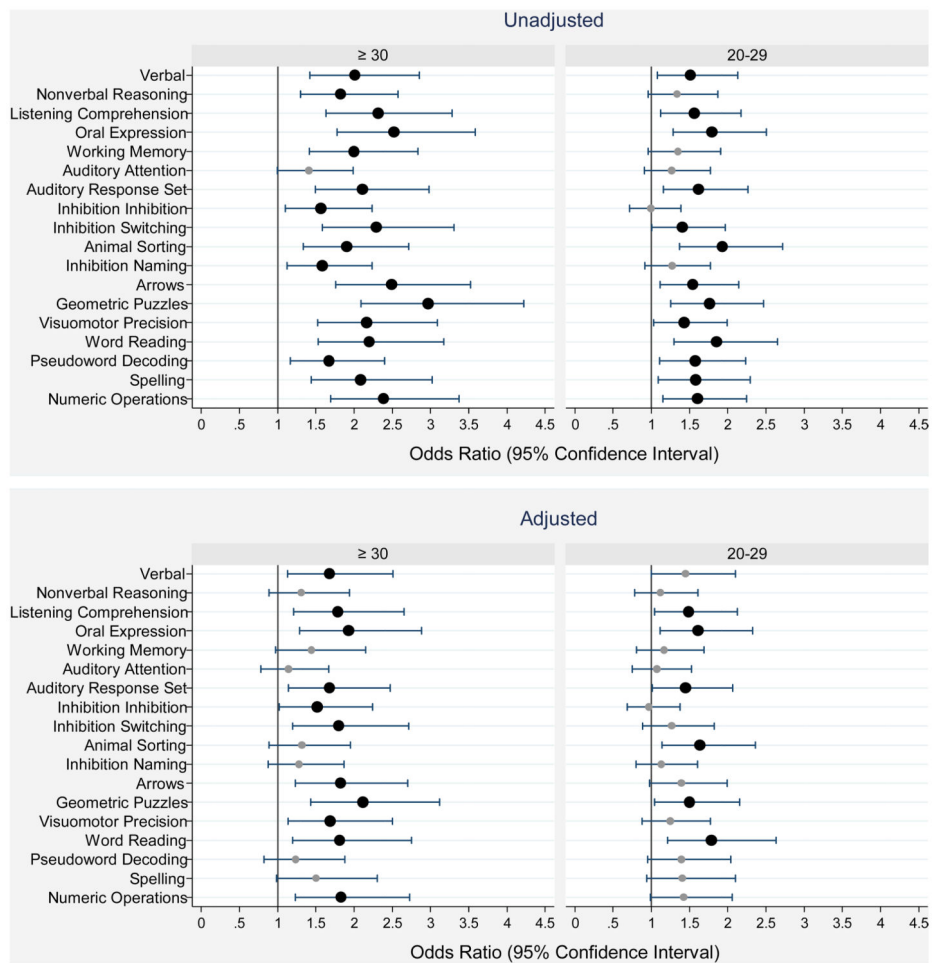 Unadjusted
≥ 30 20-29
Verbal
Nonverbal Reasoning
Listening Comprehension
Oral Expression
Working Memory
Auditory Attention
Auditory Response Set
Inhibition Inhibition
Inhibition Switching
Animal Sorting
Inhibition Naming
Arrows
Geometric Puzzles
Visuomotor Precision
Word Reading
Pseudoword Decoding
Spelling
Numeric Operations
0 .5 1 1.5 2 2.5 3 3.5 4 4.5 0 .5 1 1.5 2 2.5 3 3.5 4 4.5
Odds Ratio (95% Confidence Interval)
Adjusted
≥ 30 20-29
Verbal
Nonverbal Reasoning
Listening Comprehension
Oral Expression
Working Memory
Auditory Attention
Auditory Response Set
Inhibition Inhibition
Inhibition Switching
Animal Sorting
Inhibition Naming
Arrows
Geometric Puzzles
Visuomotor Precision
Word Reading
Pseudoword Decoding
Spelling
Numeric Operations
0 .5 1 1.5 2 2.5 3 3.5 4 4.5 0 .5 1 1.5 2 2.5 3 3.5 4 4.5
Odds Ratio (95% Confidence Interval)